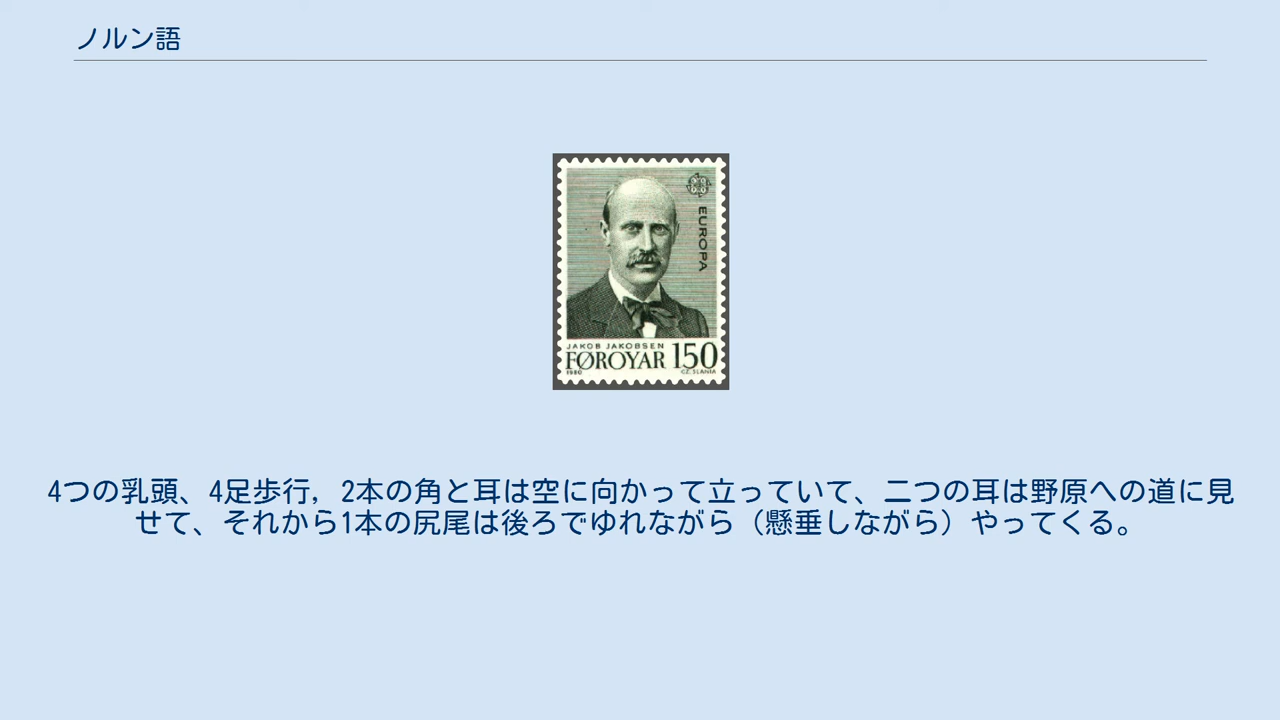 ノルン語
EUROPA
JAKOB JAKOBSEN
FØROYAR 150
1980 CZ. SLANIA
4つの乳頭、4足歩行, 2本の角と耳は空に向かって立っていて、二つの耳は野原への道に見
せて、それから1本の尻尾は後ろでゆれながら（懸垂しながら）やってくる。